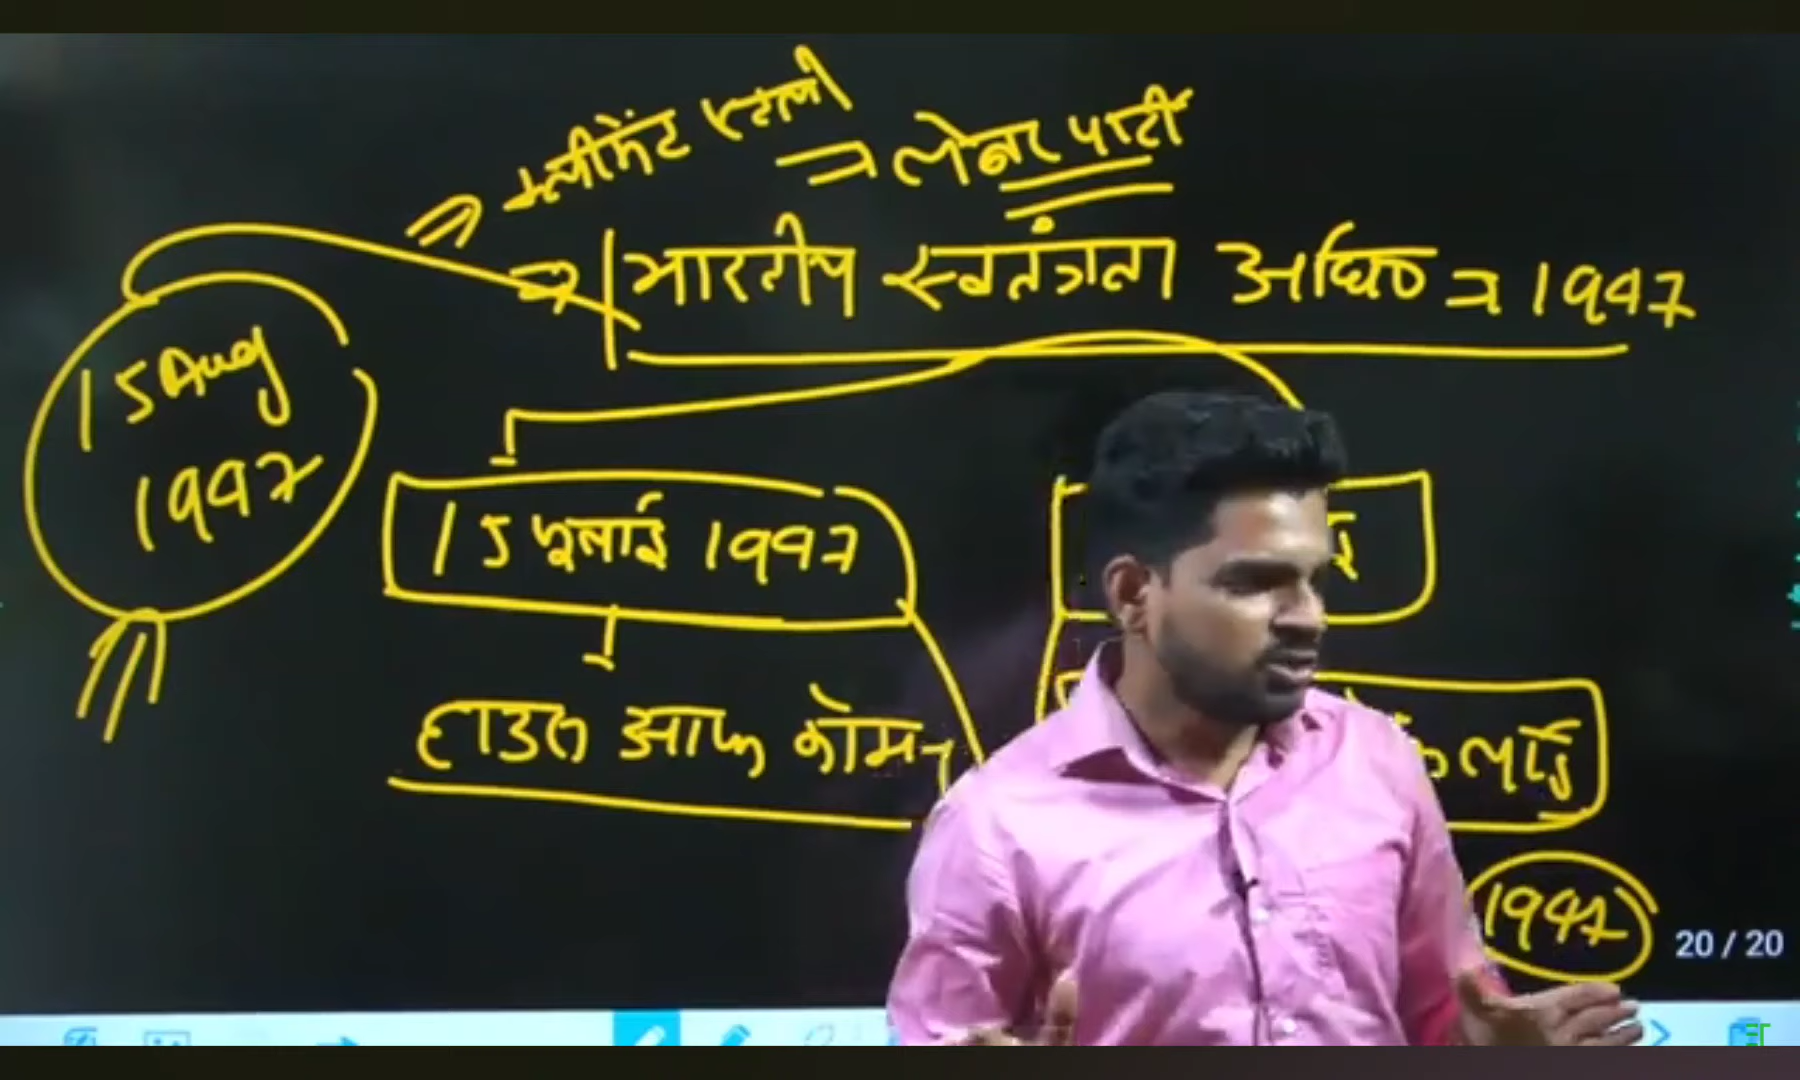 क्लीमेंट एटली
⇒ लेबर पार्टी
भारतीय स्वतंत्रता अधि० ⇒ 1947
15 Aug
1947
15 जूलाई 1947
हाउस आफ कॉमन
लार्ड
1947
20 / 20